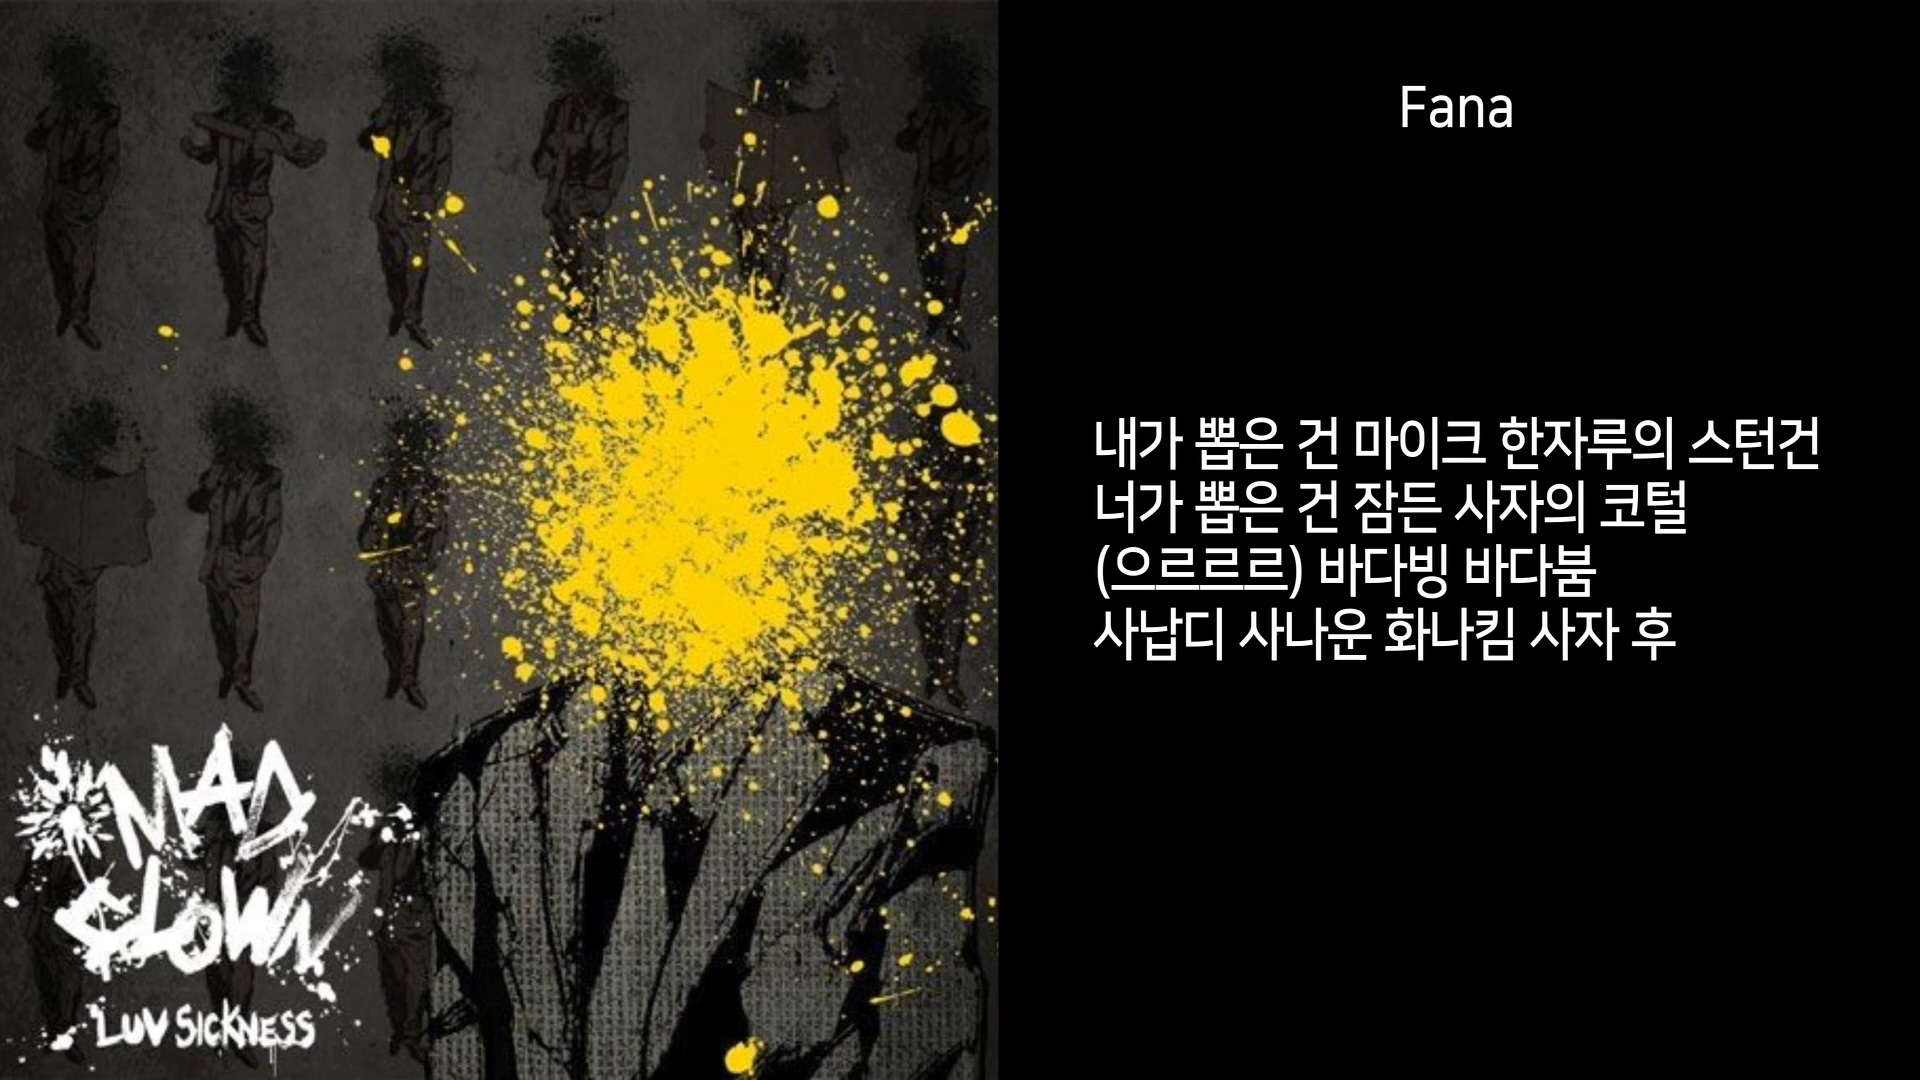 MAD
CLOWN
LUV SICKNESS
Fana
내가 뽑은 건 마이크 한자루의 스턴건
너가 뽑은 건 잠든 사자의 코털
(으르르르) 바다빙 바다붐
사납디 사나운 화나킴 사자 후